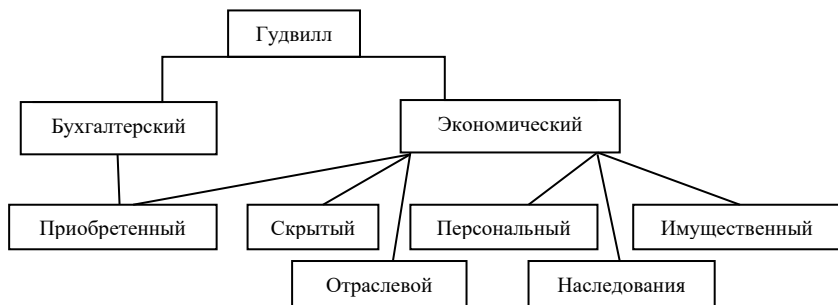 Гудвилл
Бухгалтерский
Экономический
Приобретенный
Скрытый
Персональный
Имущественный
Отраслевой
Наследования